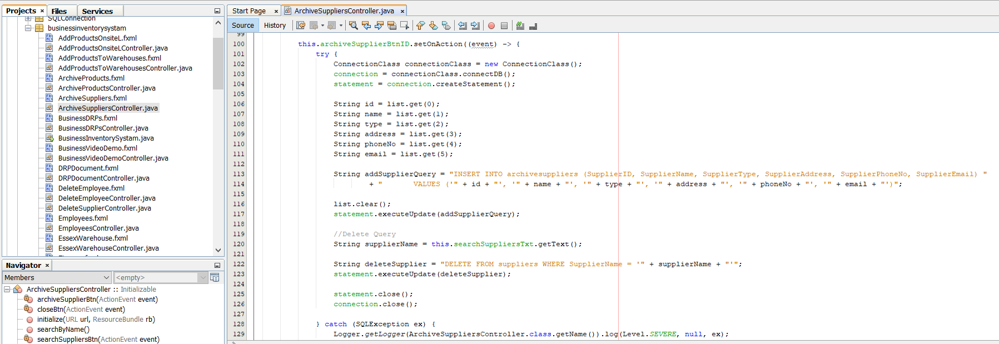 Projects × Files Services
SQLConnection
businessinventorysystam
AddProductsOnsiteL.fxml
AddProductsOnsiteLController.java
AddProductsToWarehouses.fxml
AddProductsToWarehousesController.java
ArchiveProducts.fxml
ArchiveProductsController.java
ArchiveSuppliers.fxml
ArchiveSuppliersController.java
BusinessDRPs.fxml
BusinessDRPsController.java
BusinessInventorySystam.java
BusinessVideoDemo.fxml
BusinessVideoDemoController.java
DRPDocument.fxml
DRPDocumentController.java
DeleteEmployee.fxml
DeleteEmployeeController.java
DeleteSupplierController.java
Employees.fxml
EmployeesController.java
EssexWarehouse.fxml
EssexWarehouseController.java
Navigator ×
Members <empty>
ArchiveSuppliersController :: Initializable
archiveSupplierBtn(ActionEvent event)
closeBtn(ActionEvent event)
initialize(URL url, ResourceBundle rb)
searchByName()
searchSuppliersBtn(ActionEvent event)
Start Page × ArchiveSuppliersController.java ×
Source History
99
100 this.archiveSupplierBtnID.setOnAction((event) -> {
101 try {
102 ConnectionClass connectionClass = new ConnectionClass();
103 connection = connectionClass.connectDB();
104 statement = connection.createStatement();
105
106 String id = list.get(0);
107 String name = list.get(1);
108 String type = list.get(2);
109 String address = list.get(3);
110 String phoneNo = list.get(4);
111 String email = list.get(5);
112
113 String addSupplierQuery = "INSERT INTO archivesuppliers (SupplierID, SupplierName, SupplierType, SupplierAddress, SupplierPhoneNo, SupplierEmail) "
114 + " VALUES ('" + id + "', '" + name + "', '" + type + "', '" + address + "', '" + phoneNo + "', '" + email + "')";
115
116 list.clear();
117 statement.executeUpdate(addSupplierQuery);
118
119 //Delete Query
120 String supplierName = this.searchSuppliersTxt.getText();
121
122 String deleteSupplier = "DELETE FROM suppliers WHERE SupplierName = '" + supplierName + "'";
123 statement.executeUpdate(deleteSupplier);
124
125 statement.close();
126 connection.close();
127
128 } catch (SQLException ex) {
129 Logger.getLogger(ArchiveSuppliersController.class.getName()).log(Level.SEVERE, null, ex);